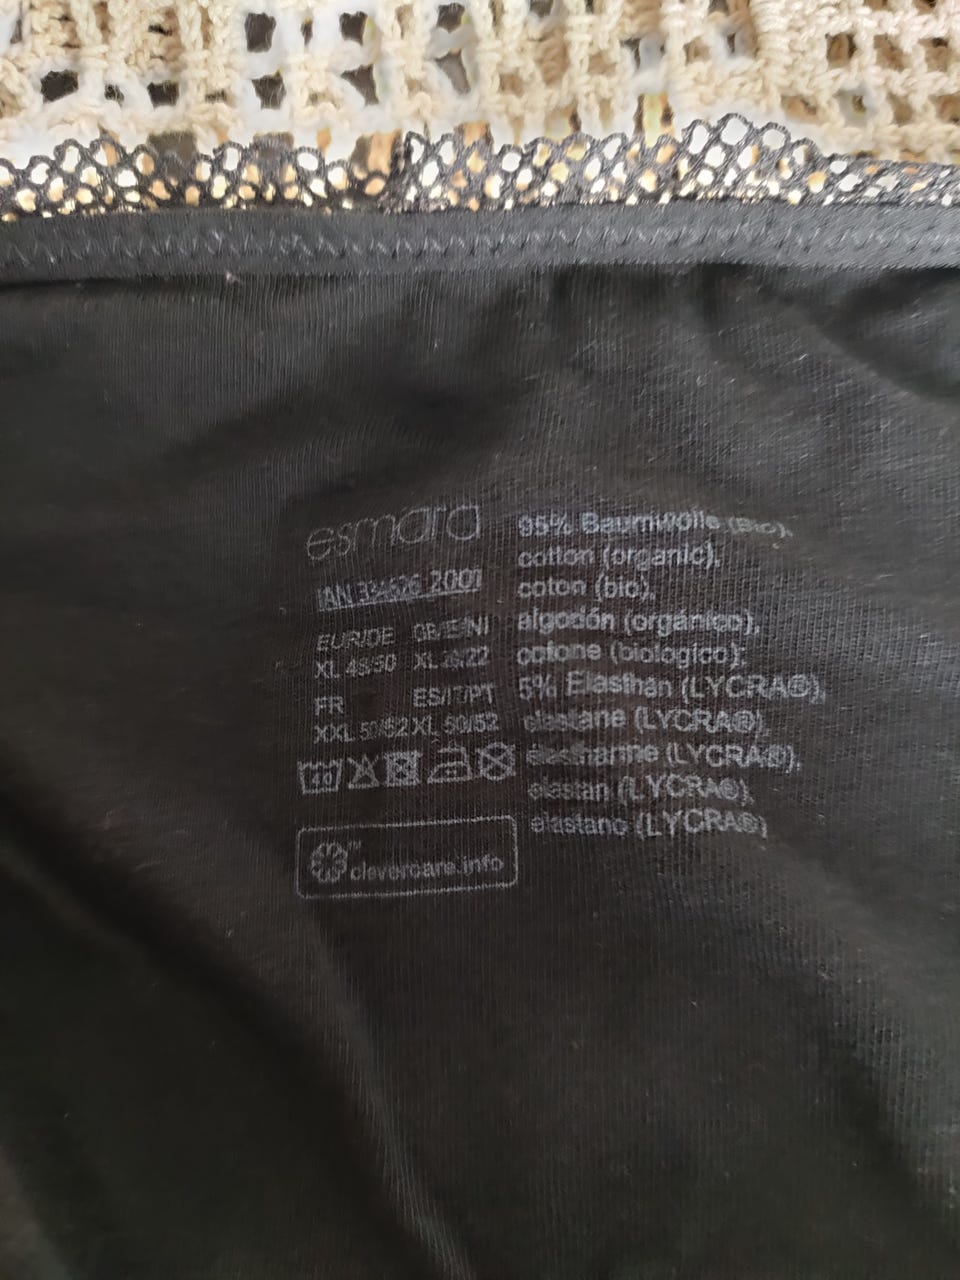 esmara
IAN 2001
EUR/DE GB/IE/NI
XL 48/50 XL 22
FR ES/IT/PT
XXL 50/52 XL 50/52
40
clevercare.info
95% Baumwolle (Bio),
cotton (organic),
coton (bio),
algodón (orgánico),
cotone (biologico);
5% Elasthan (LYCRA®),
elastane (LYCRA®),
élasthanne (LYCRA®),
elastan (LYCRA®),
elastano (LYCRA®)